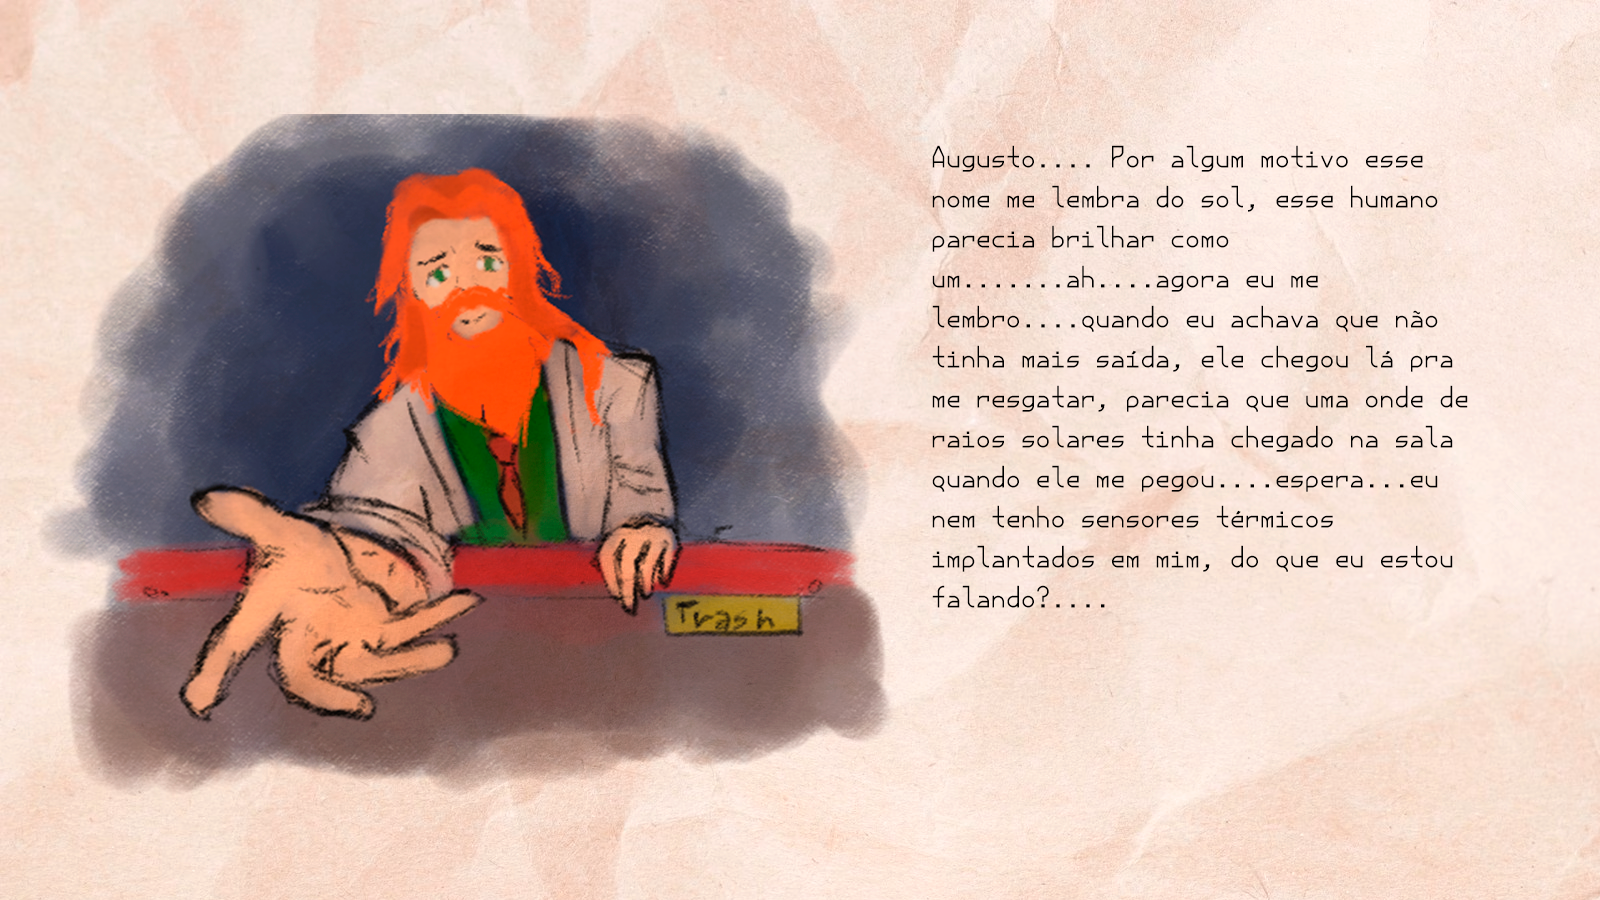 Augusto.... Por algum motivo esse
nome me lembra do sol, esse humano
parecia brilhar como
um.......ah....agora eu me
lembro....quando eu achava que não
tinha mais saída, ele chegou lá pra
me resgatar, parecia que uma onde de
raios solares tinha chegado na sala
quando ele me pegou....espera...eu
nem tenho sensores térmicos
implantados em mim, do que eu estou
falando?....
Trash